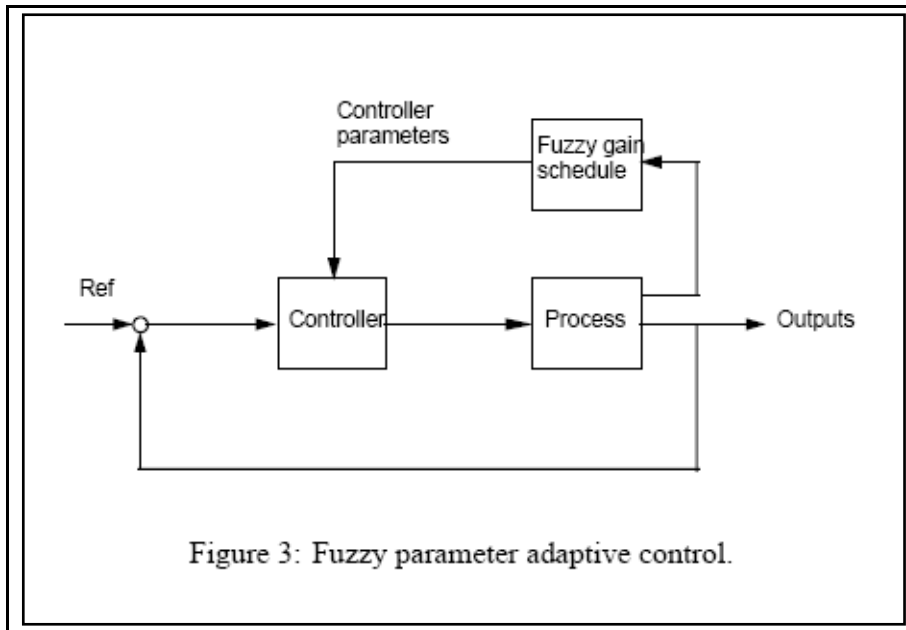 Controller
parameters
Fuzzy gain
schedule
Ref
Controller
Process
Outputs
Figure 3: Fuzzy parameter adaptive control.